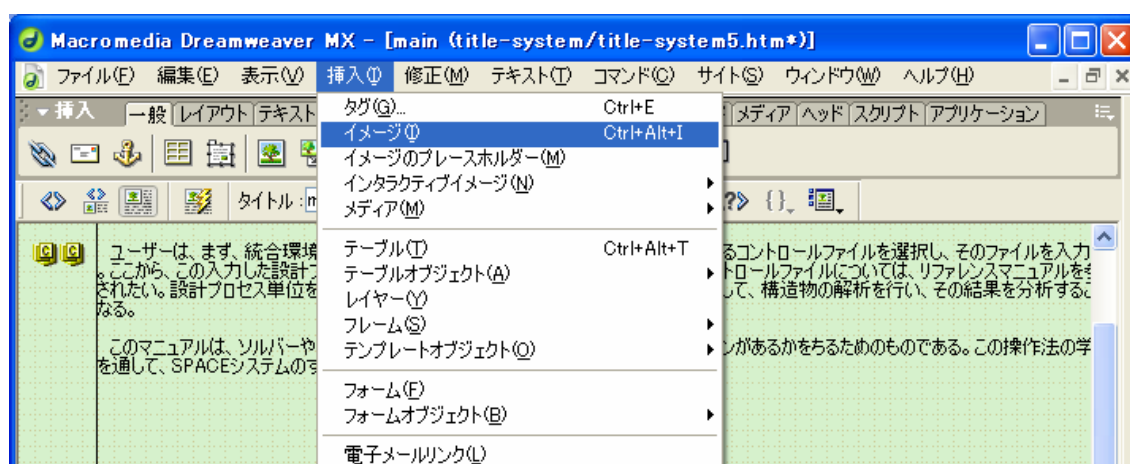 Macromedia Dreamweaver MX - [main (title-system/title-system5.htm*)]
ファイル(F) 編集(E) 表示(V) 挿入(I) 修正(M) テキスト(T) コマンド(C) サイト(S) ウィンドウ(W) ヘルプ(H)
挿入 一般 レイアウト テキスト メディア ヘッド スクリプト アプリケーション
タグ(G)... Ctrl+E
イメージ(I) Ctrl+Alt+I
イメージのプレースホルダー(M)
インタラクティブイメージ(N)
メディア(M)
テーブル(T) Ctrl+Alt+T
テーブルオブジェクト(A)
レイヤー(Y)
フレーム(S)
テンプレートオブジェクト(O)
フォーム(F)
フォームオブジェクト(B)
電子メールリンク(L)
タイトル :
ユーザーは、まず、統合環境 るコントロールファイルを選択し、そのファイルを入力
。ここから、この入力した設計プ トロールファイルについては、リファレンスマニュアルを
されたい。設計プロセス単位を して、構造物の解析を行い、その結果を分析する
なる。
このマニュアルは、ソルバーや ンがあるかをちるためのものである。この操作法の学
を通して、SPACEシステムのす